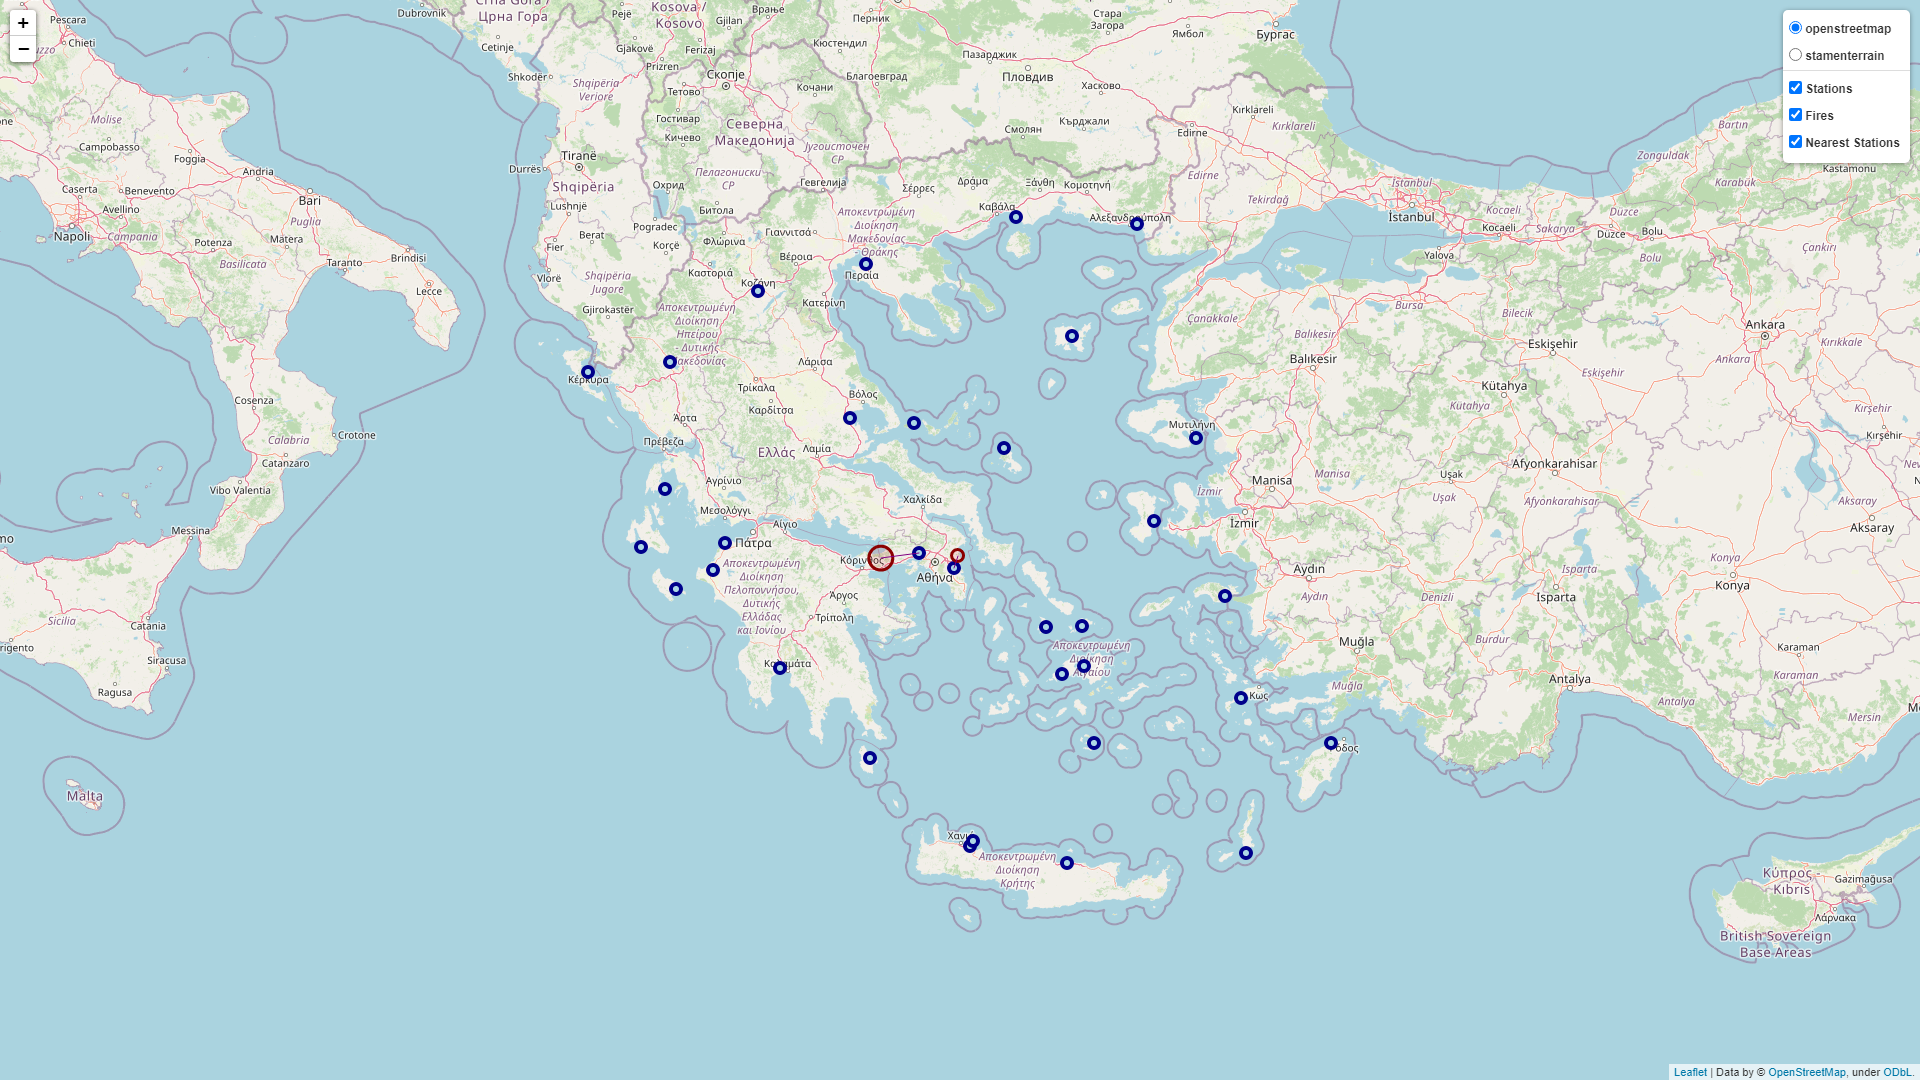 +
−
openstreetmap
stamenterrain
Stations
Fires
Nearest Stations
Dubrovnik
Црна Гора
Cetinje
Shkodër
Pejë
Gjakovë
Prizren
Kosova /
Kosovo
Ferizaj
Gjilan
Врање
Перник
Кюстендил
Благоевград
Пазарджик
Пловдив
Стара
Загора
Ямбол
Бургас
Хасково
Кърджали
Смолян
Скопје
Тетово
Гостивар
Кичево
Охрид
Битола
Кочани
Северна
Македонија
Југоисточен
СР
Пелагониски
СР
Гевгелија
Shqipëria
Veriore
Tiranë
Durrës
Shqipëria
Lushnjë
Fier
Berat
Vlorë
Pogradec
Korçë
Shqipëria
Jugore
Gjirokastër
Pescara
Chieti
Molise
Campobasso
Foggia
Andria
Bari
Caserta
Benevento
Avellino
Napoli
Campania
Puglia
Potenza
Matera
Basilicata
Taranto
Brindisi
Lecce
Cosenza
Crotone
Calabria
Catanzaro
Vibo Valentia
Messina
Catania
Sicilia
Siracusa
Ragusa
Malta
Φλώρινα
Γιαννιτσά
Βέροια
Καστοριά
Κοζάνη
Κατερίνη
Σέρρες
Δράμα
Ξάνθη
Κομοτηνή
Καβάλα
Αλεξανδρούπολη
Αποκεντρωμένη
Διοίκηση
Μακεδονίας
- Θράκης
Περαία
Αποκεντρωμένη
Διοίκηση
Ηπείρου
- Δυτικής
Μακεδονίας
Κέρκυρα
Λάρισα
Τρίκαλα
Καρδίτσα
Βόλος
Άρτα
Πρέβεζα
Ελλάς
Λαμία
Αγρίνιο
Μεσολόγγι
Αίγιο
Πάτρα
Χαλκίδα
Κόρινθος
Αθήνα
Αποκεντρωμένη
Διοίκηση
Πελοποννήσου,
Δυτικής
Ελλάδας
και Ιονίου
Άργος
Τρίπολη
Καλαμάτα
Μυτιλήνη
Αποκεντρωμένη
Διοίκηση
Αιγαίου
Κως
Ρόδος
Χανιά
Αποκεντρωμένη
Διοίκηση
Κρήτης
Kırklareli
Kırklareli
Edirne
Edirne
Tekirdağ
İstanbul
İstanbul
Kocaeli
Kocaeli
Sakarya
Yalova
Düzce
Düzce
Bolu
Bolu
Zonguldak
Bartın
Karabük
Kastamonu
Çankırı
Ankara
Ankara
Kırıkkale
Kırşehir
Kırşehir
Çanakkale
Balıkesir
Balıkesir
Bursa
Bilecik
Eskişehir
Eskişehir
Kütahya
Kütahya
Manisa
Manisa
İzmir
İzmir
Uşak
Uşak
Afyonkarahisar
Afyonkarahisar
Aksaray
Aksaray
Konya
Konya
Aydın
Aydın
Denizli
Isparta
Isparta
Burdur
Muğla
Muğla
Antalya
Antalya
Karaman
Karaman
Mersin
Κύπρος -
Kıbrıs
Gazimağusa
Λάρνακα
British Sovereign
Base Areas
Leaflet | Data by © OpenStreetMap, under ODbL.